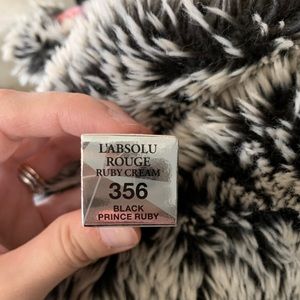 L'ABSOLU
ROUGE
RUBY CREAM
356
BLACK
PRINCE RUBY